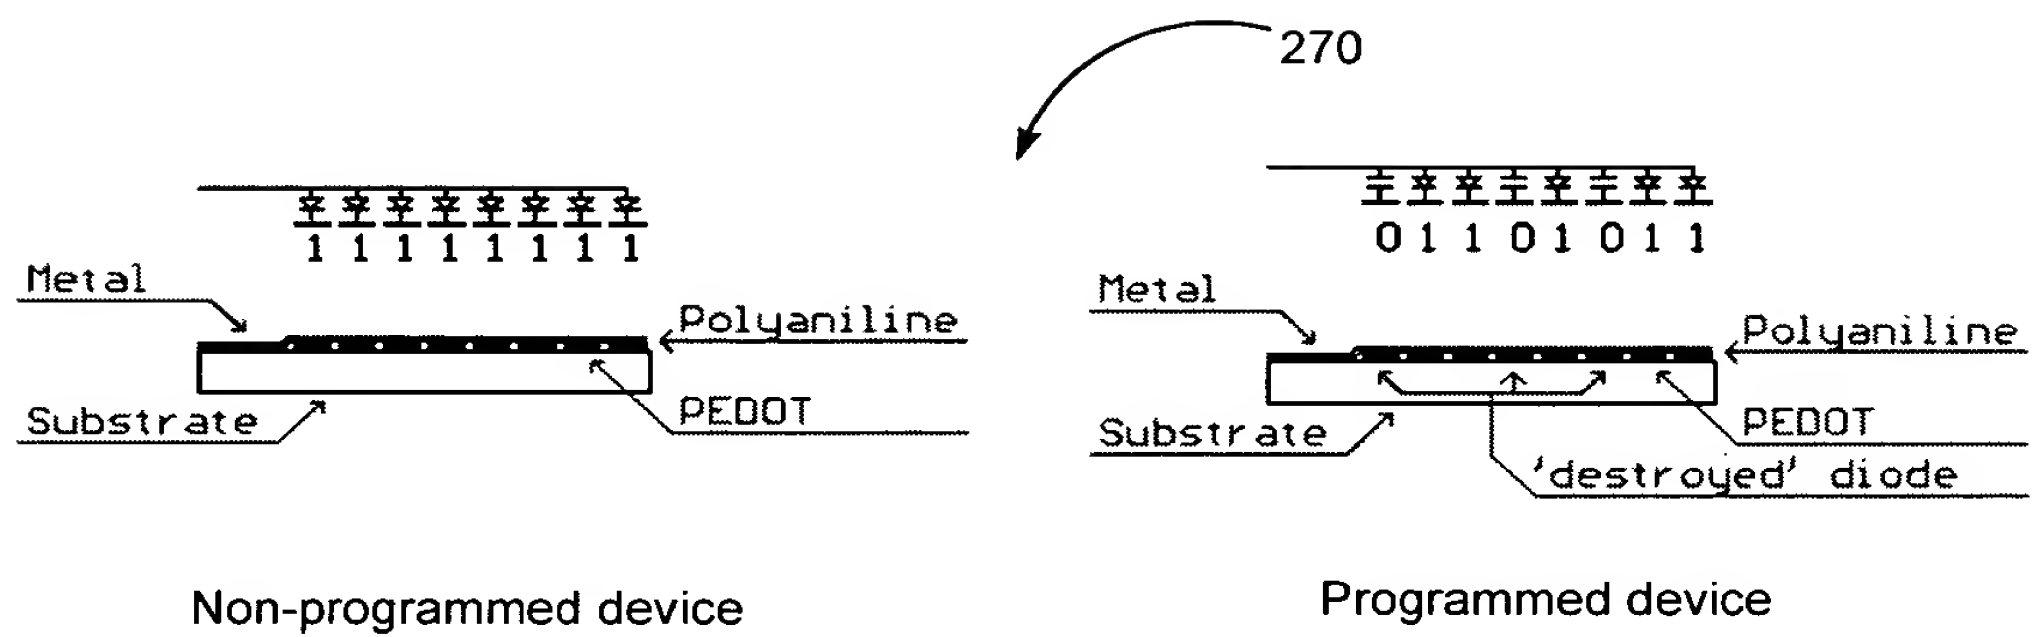 270
1 1 1 1 1 1 1 1
0 1 1 0 1 0 1 1
Metal
Polyaniline
Substrate
PEDOT
Metal
Polyaniline
Substrate
PEDOT
'destroyed' diode
Non-programmed device
Programmed device